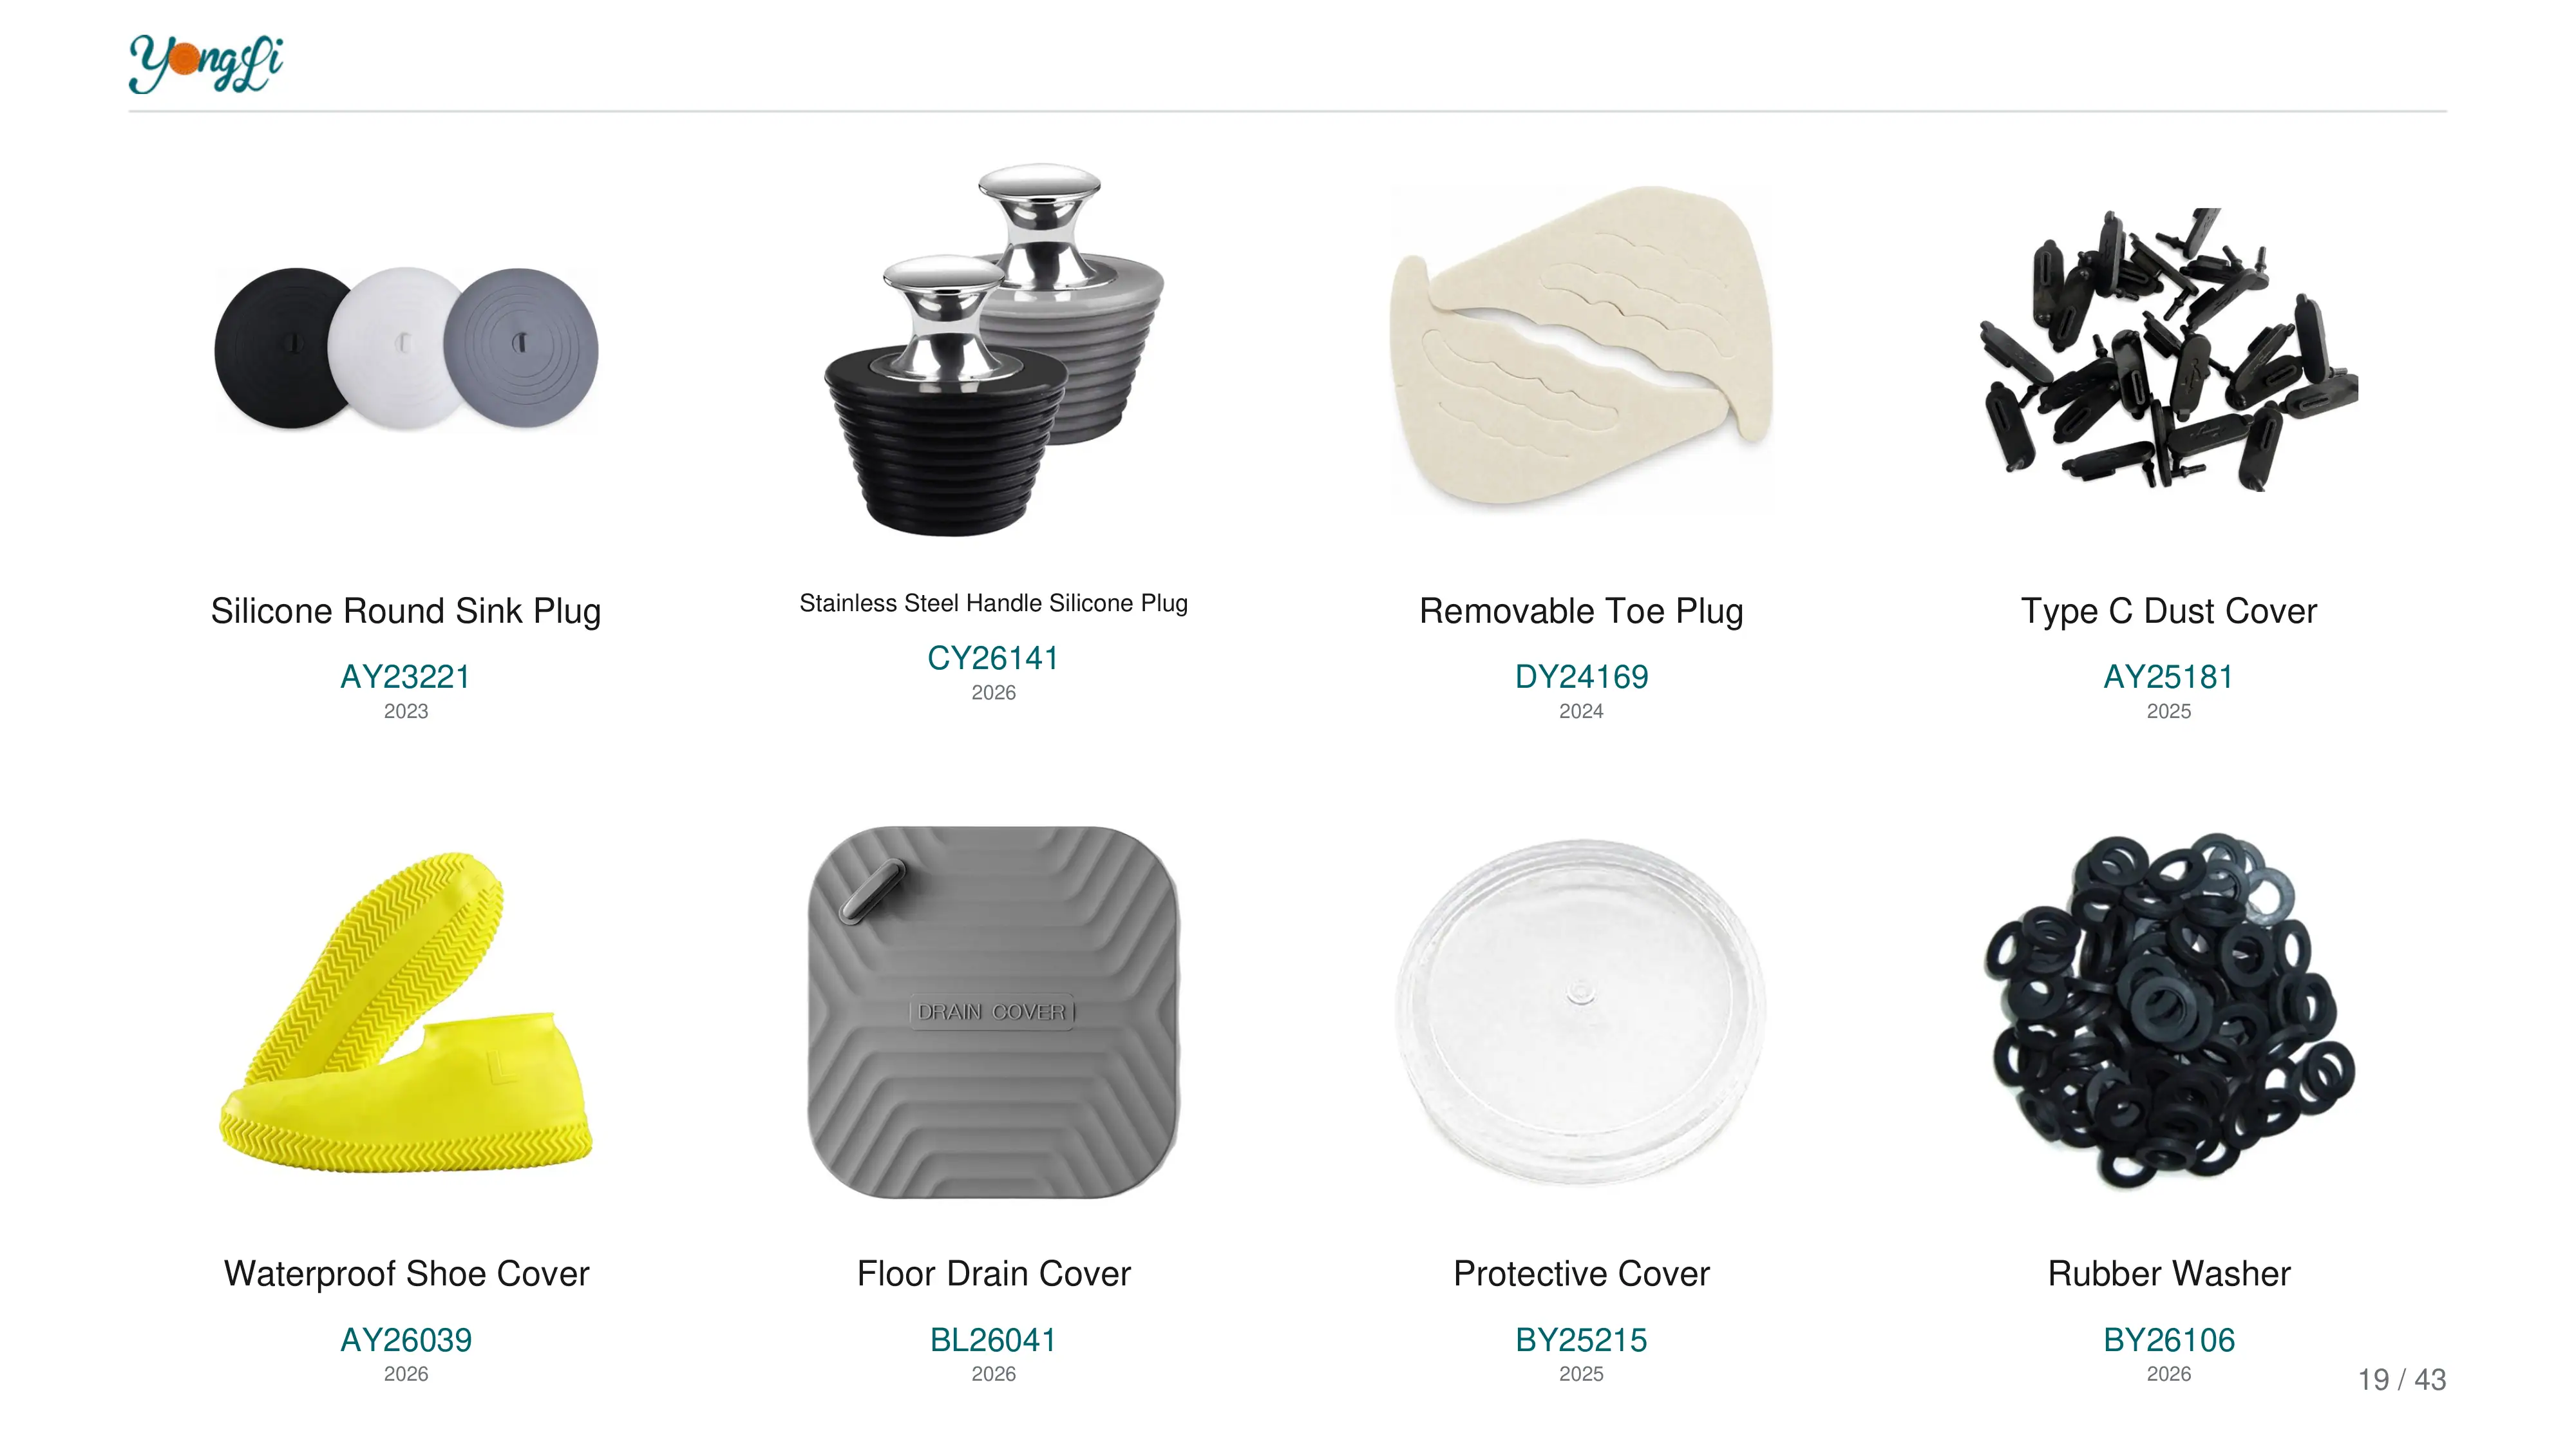 YongLi
Silicone Round Sink Plug
AY23221
2023
Stainless Steel Handle Silicone Plug
CY26141
2026
Removable Toe Plug
DY24169
2024
Type C Dust Cover
AY25181
2025
L
DRAIN COVER
Waterproof Shoe Cover
AY26039
2026
Floor Drain Cover
BL26041
2026
Protective Cover
BY25215
2025
Rubber Washer
BY26106
2026
19 / 43